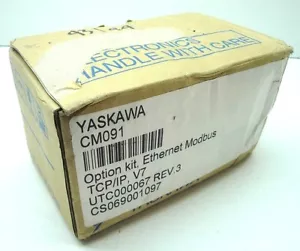 ELECTRONICS
HANDLE WITH CARE
YASKAWA
CM091
Option kit, Ethernet Modbus
TCP/IP, V7
UTC000067 REV.3
CS069001097